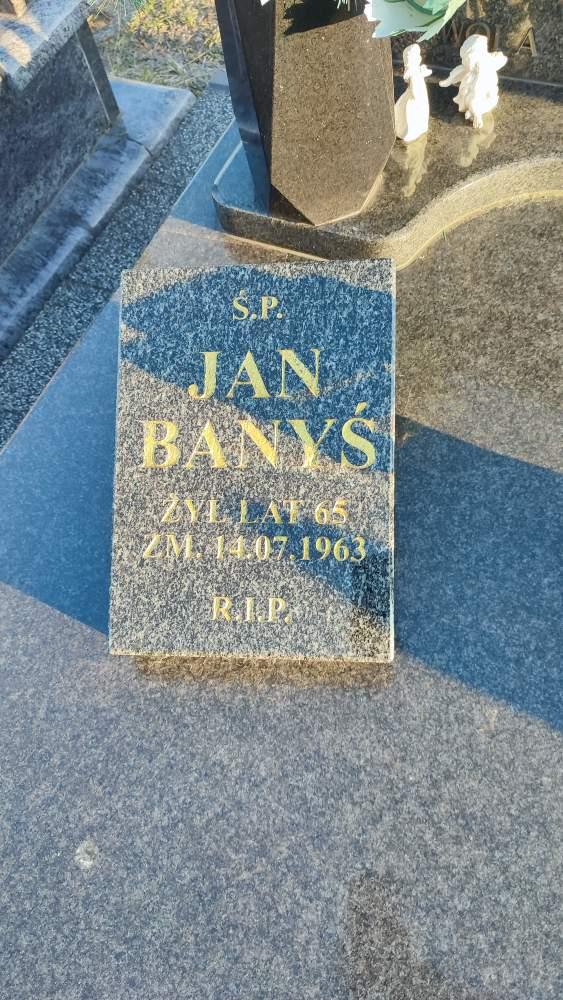 Ś.P.
JAN
BANYŚ
ŻYŁ LAT 65
ZM. 14.07.1963
R.I.P.